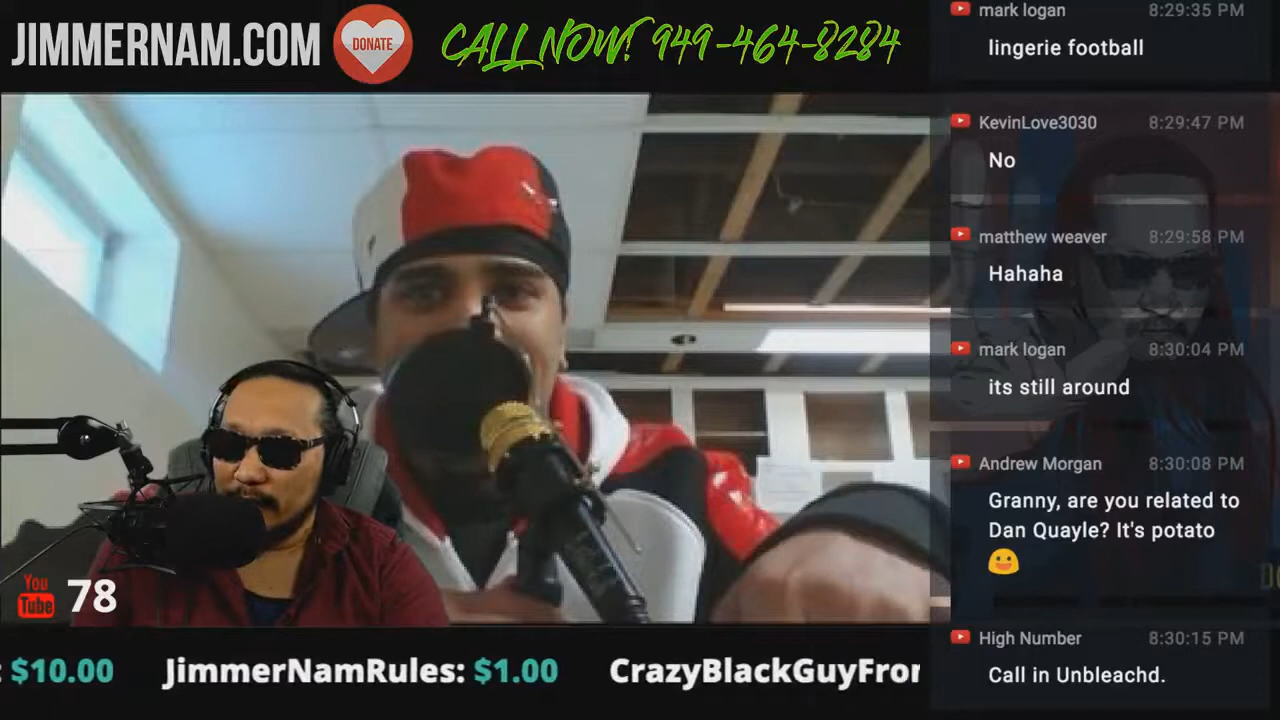 JIMMERNAM.COM
DONATE
CALL NOW! 949-464-8284
mark logan 8:29:35 PM
lingerie football
KevinLove3030 8:29:47 PM
No
matthew weaver 8:29:58 PM
Hahaha
mark logan 8:30:04 PM
its still around
Andrew Morgan 8:30:08 PM
Granny, are you related to
Dan Quayle? It's potato
😃
High Number 8:30:15 PM
Call in Unbleachd.
You
Tube
78
: $10.00 JimmerNamRules: $1.00 CrazyBlackGuyFror